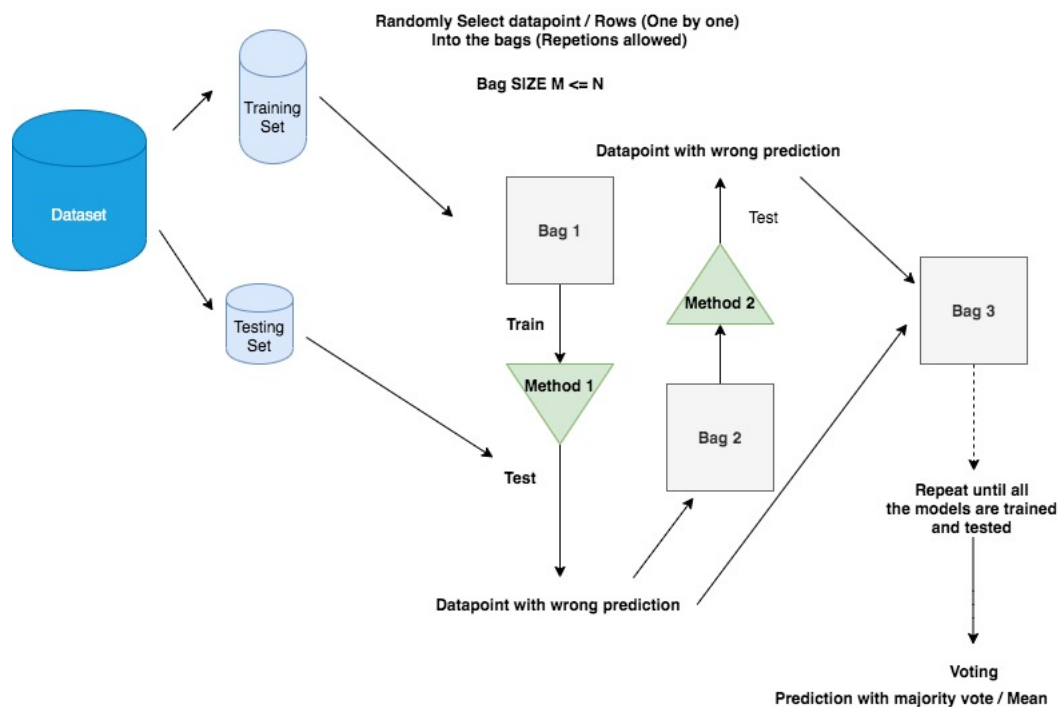 Randomly Select datapoint / Rows (One by one)
Into the bags (Repetions allowed)
Bag SIZE M <= N
Training
Set
Dataset
Testing
Set
Datapoint with wrong prediction
Bag 1
Test
Method 2
Bag 3
Train
Method 1
Bag 2
Test
Repeat until all
the models are trained
and tested
Datapoint with wrong prediction
Voting
Prediction with majority vote / Mean